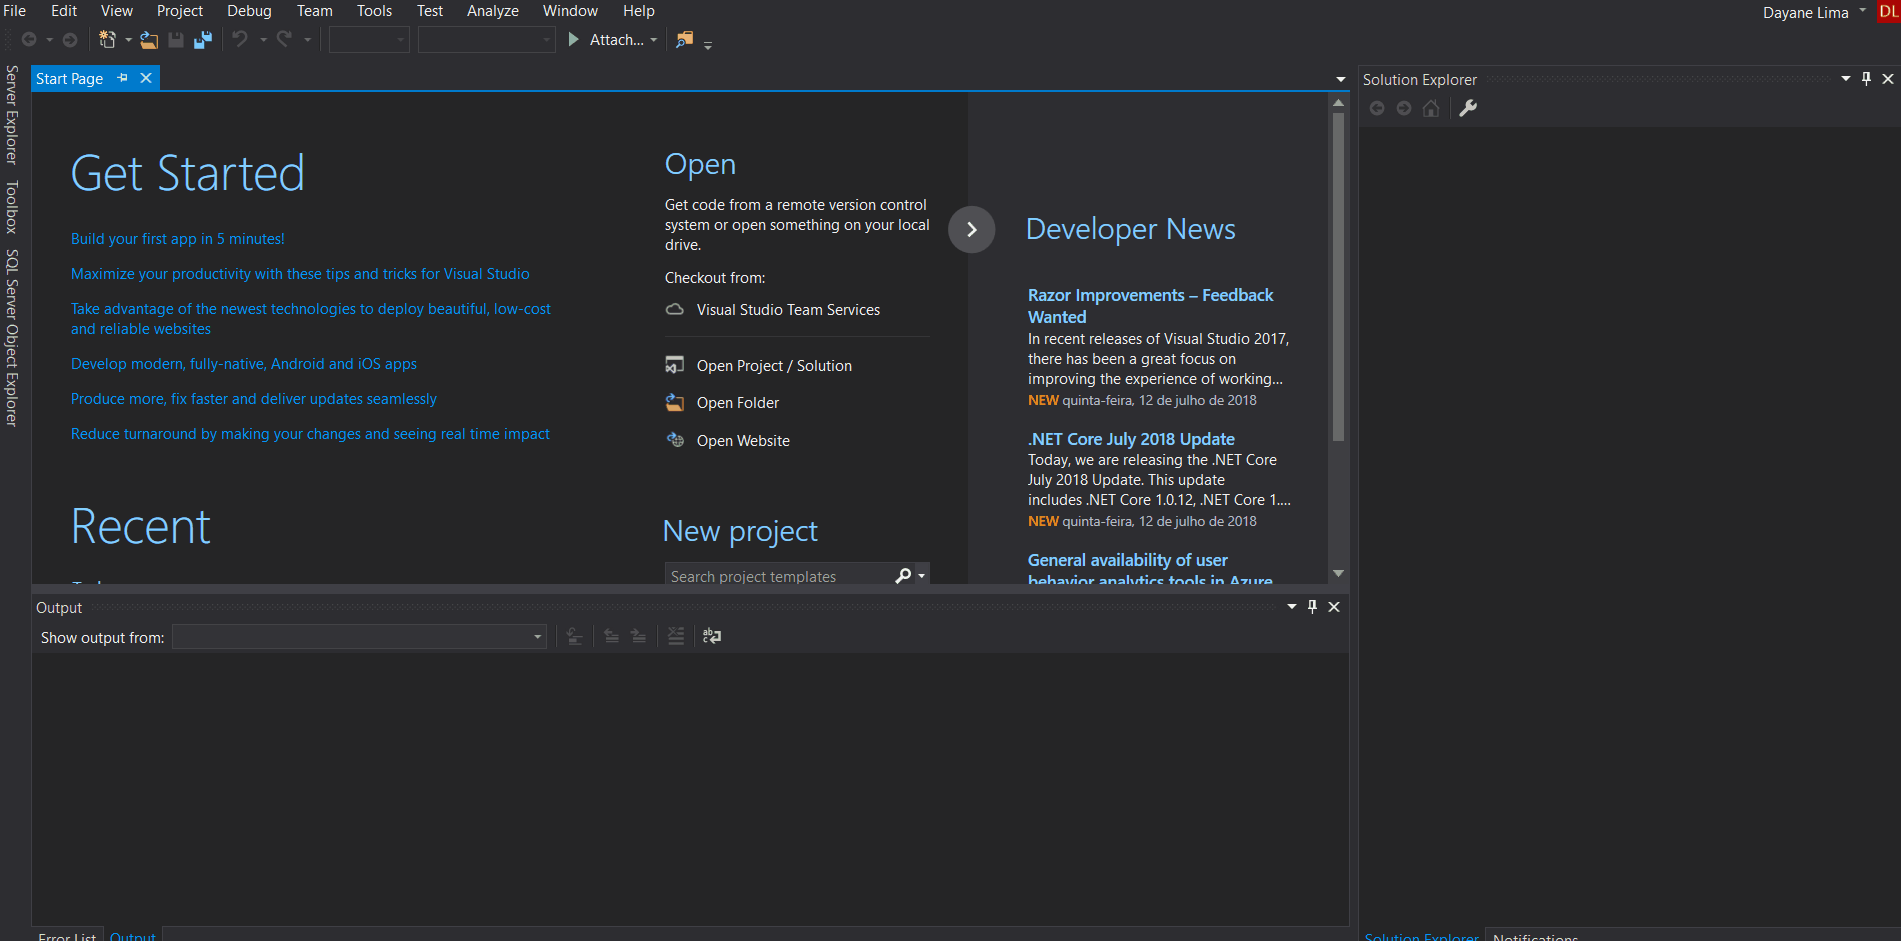 File Edit View Project Debug Team Tools Test Analyze Window Help
Dayane Lima DL
Attach...
Server Explorer
Toolbox
SQL Server Object Explorer
Start Page
Get Started
Build your first app in 5 minutes!
Maximize your productivity with these tips and tricks for Visual Studio
Take advantage of the newest technologies to deploy beautiful, low-cost
and reliable websites
Develop modern, fully-native, Android and iOS apps
Produce more, fix faster and deliver updates seamlessly
Reduce turnaround by making your changes and seeing real time impact
Recent
Open
Get code from a remote version control
system or open something on your local
drive.
Checkout from:
Visual Studio Team Services
Open Project / Solution
Open Folder
Open Website
New project
Search project templates
Developer News
Razor Improvements – Feedback
Wanted
In recent releases of Visual Studio 2017,
there has been a great focus on
improving the experience of working...
NEW quinta-feira, 12 de julho de 2018
.NET Core July 2018 Update
Today, we are releasing the .NET Core
July 2018 Update. This update
includes .NET Core 1.0.12, .NET Core 1....
NEW quinta-feira, 12 de julho de 2018
General availability of user
behavior analytics tools in Azure
Output
Show output from:
Error List Output
Solution Explorer
Solution Explorer Notifications